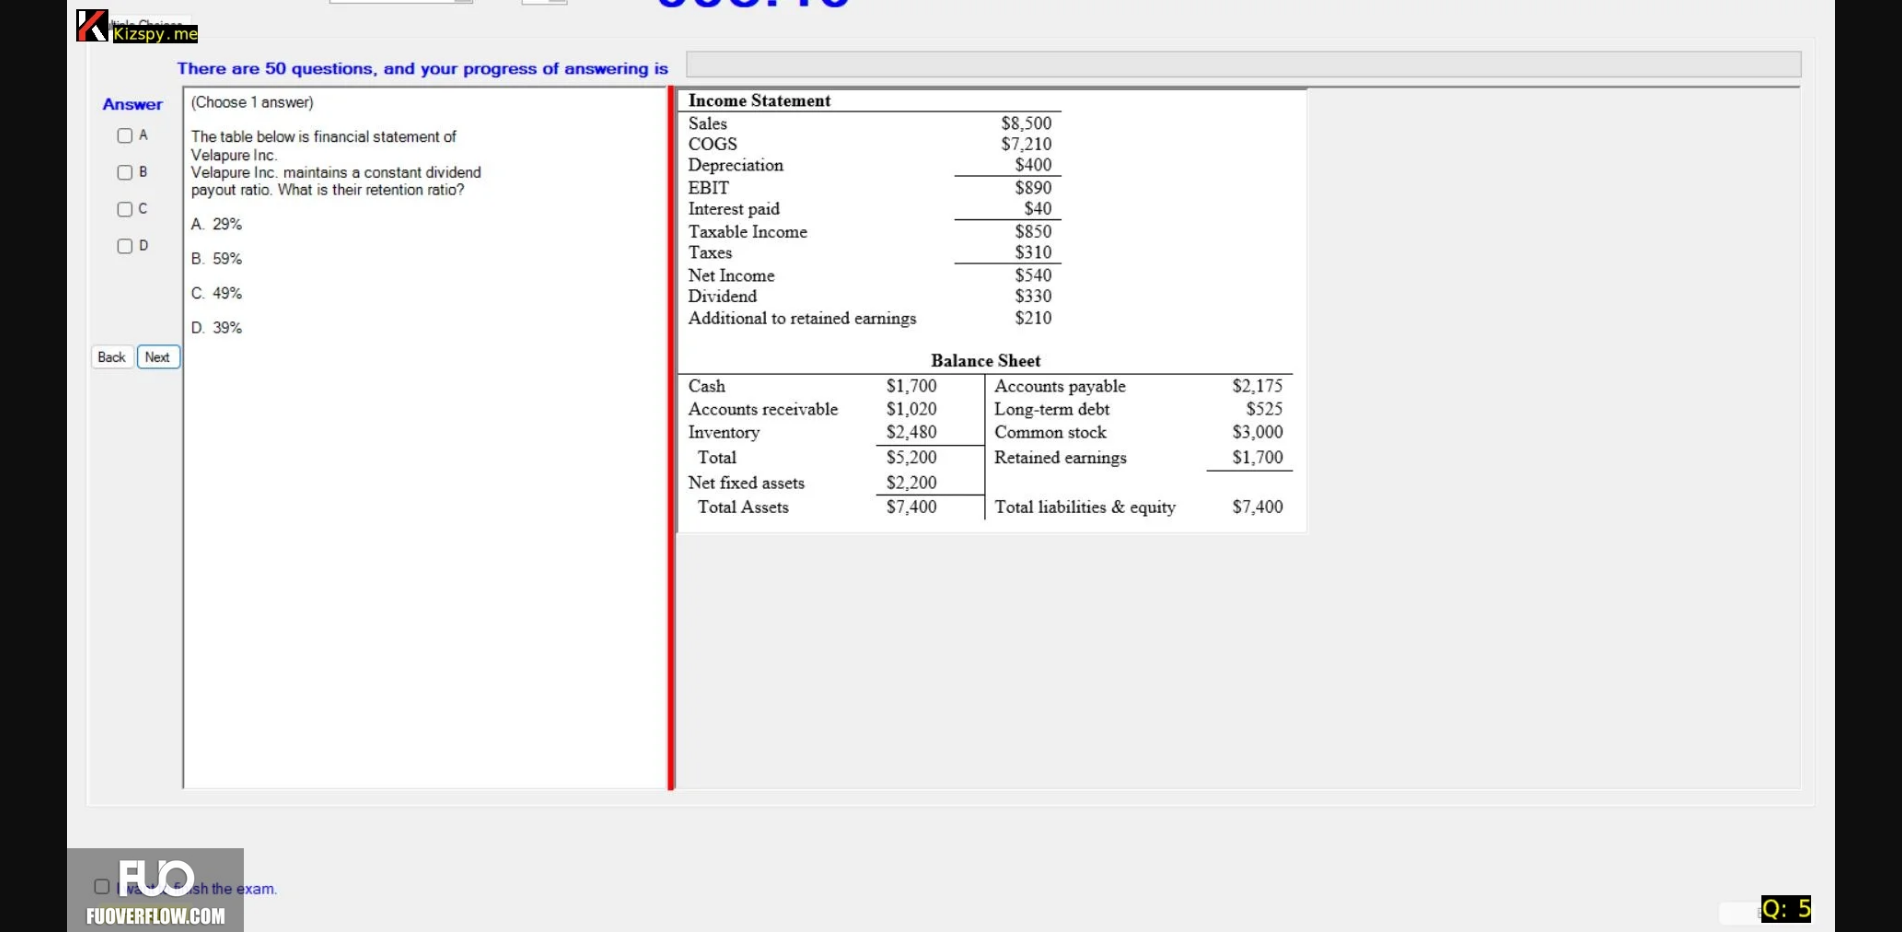 Kizspy.me
There are 50 questions, and your progress of answering is
Answer
A
B
C
D
Back Next
(Choose 1 answer)
The table below is financial statement of
Velapure Inc.
Velapure Inc. maintains a constant dividend
payout ratio. What is their retention ratio?
A. 29%
B. 59%
C. 49%
D. 39%
Income Statement
Sales $8,500
COGS $7,210
Depreciation $400
EBIT $890
Interest paid $40
Taxable Income $850
Taxes $310
Net Income $540
Dividend $330
Additional to retained earnings $210
Balance Sheet
Cash $1,700 Accounts payable $2,175
Accounts receivable $1,020 Long-term debt $525
Inventory $2,480 Common stock $3,000
Total $5,200 Retained earnings $1,700
Net fixed assets $2,200
Total Assets $7,400 Total liabilities & equity $7,400
FUO
the exam.
FUOVERFLOW.COM
Q: 5